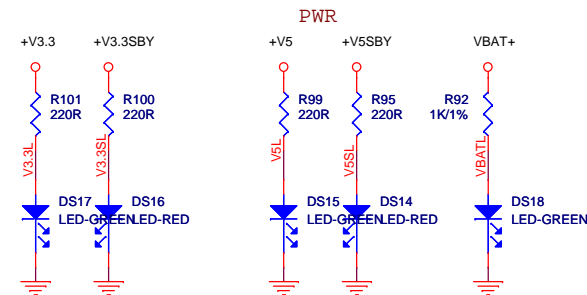 PWR
+V3.3 +V3.3SBY +V5 +V5SBY VBAT+
R101 R100 R99 R95 R92
220R 220R 220R 220R 1K/1%
V3.3L V3.3SL V5L V5SL VBATL
DS17 DS16 DS15 DS14 DS18
LED-GREEN LED-RED LED-GREEN LED-RED LED-GREEN